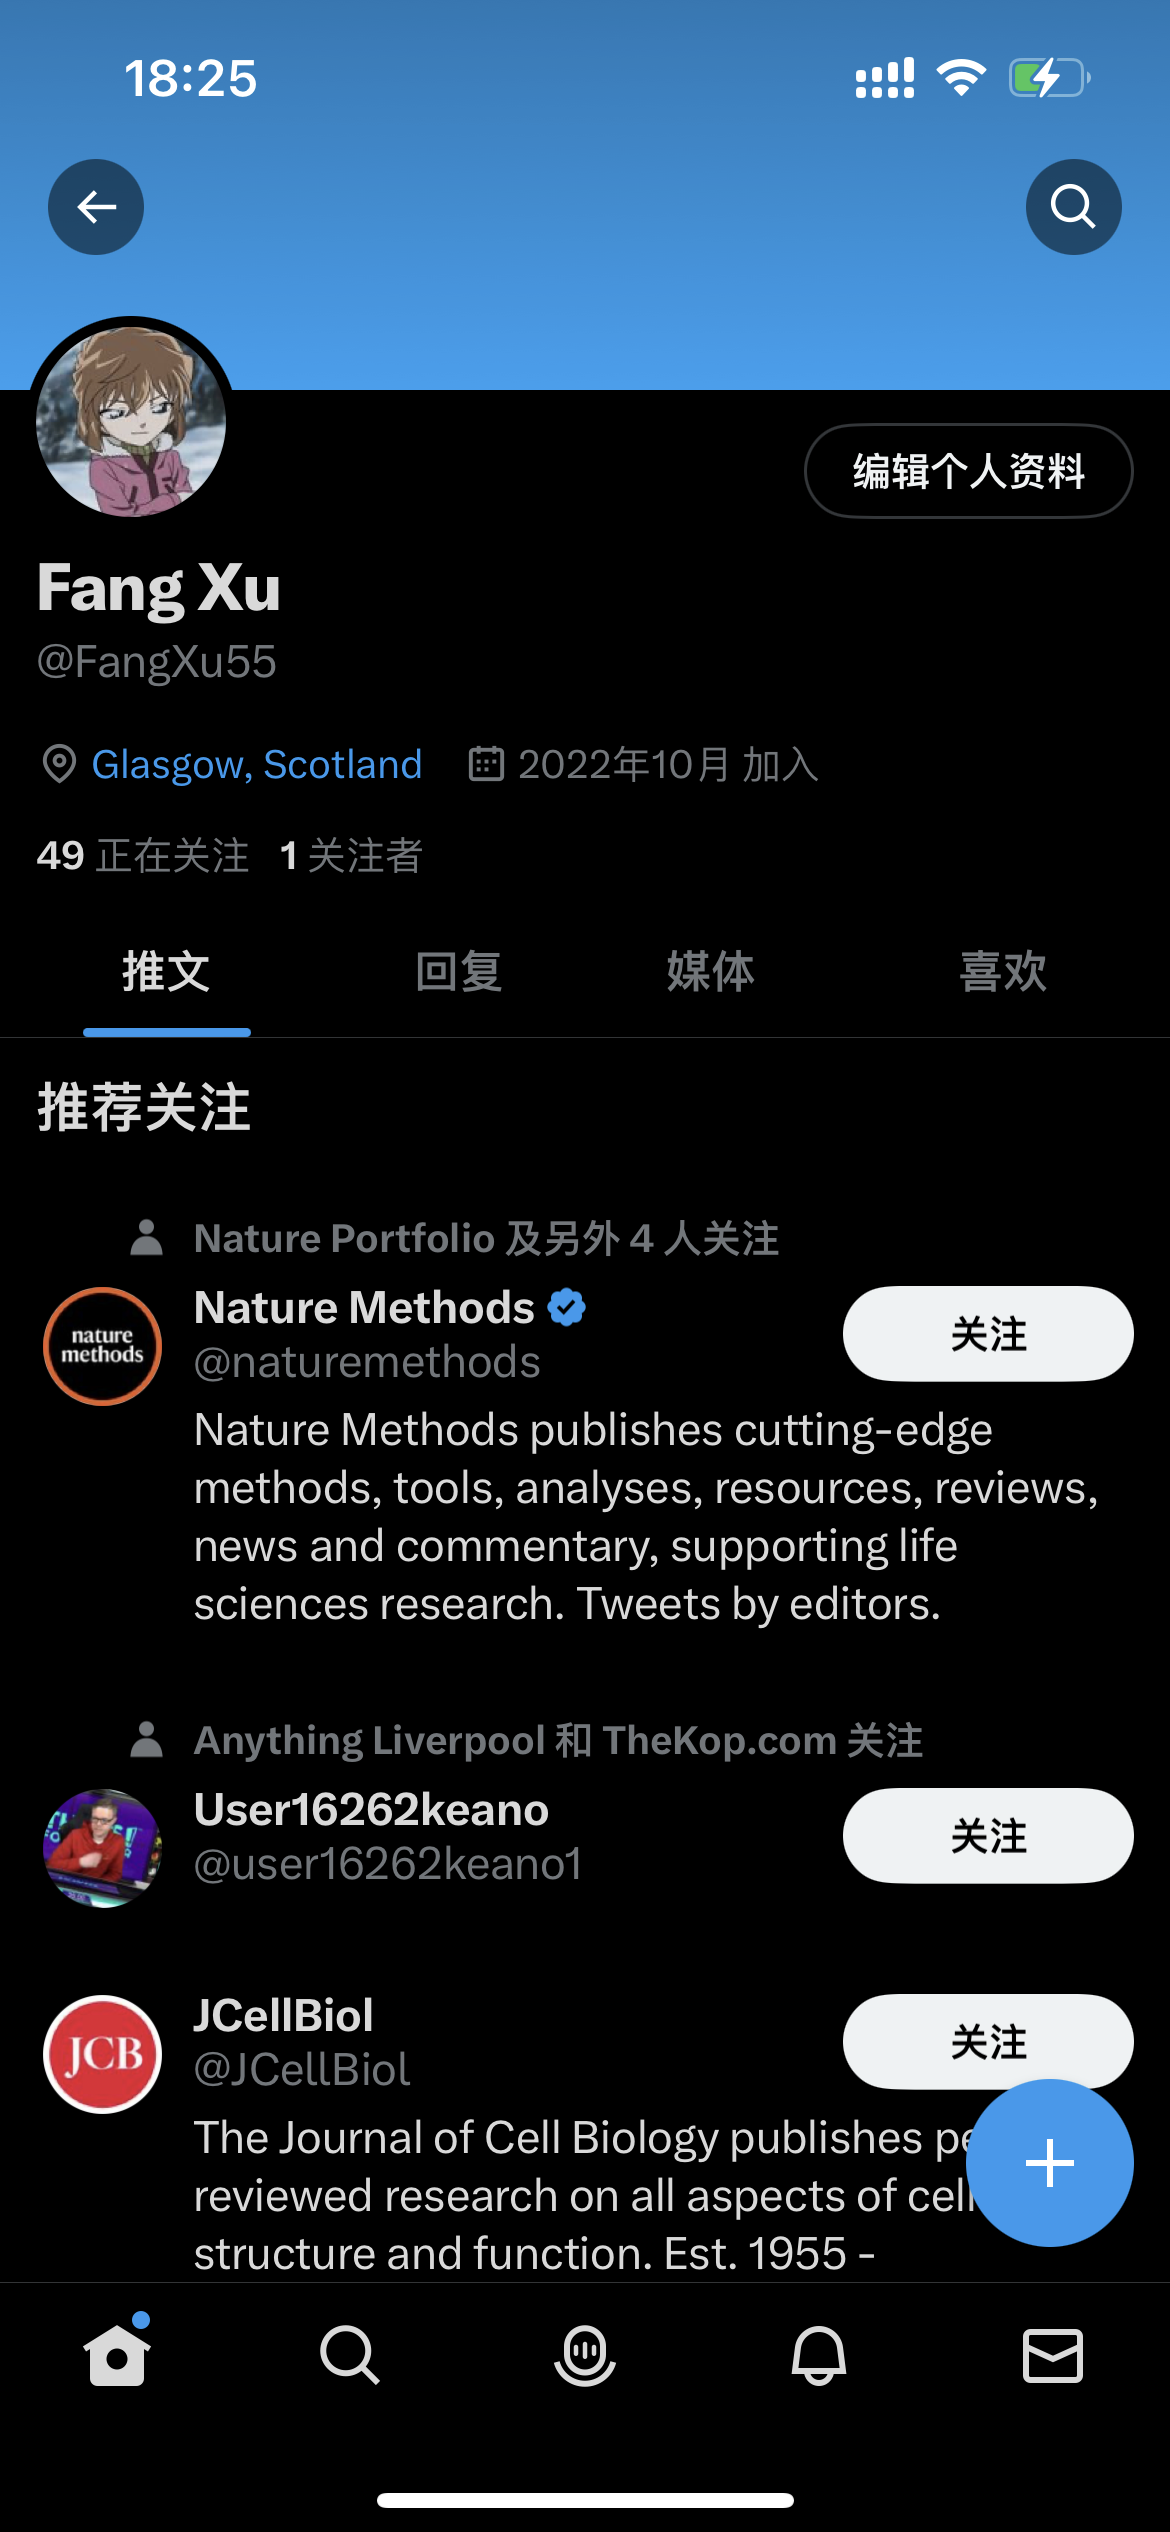 18:25
编辑个人资料
Fang Xu
@FangXu55
Glasgow, Scotland 2022年10月 加入
49 正在关注 1 关注者
推文 回复 媒体 喜欢
推荐关注
Nature Portfolio 及另外 4 人关注
nature
methods
Nature Methods
关注
@naturemethods
Nature Methods publishes cutting-edge
methods, tools, analyses, resources, reviews,
news and commentary, supporting life
sciences research. Tweets by editors.
Anything Liverpool 和 TheKop.com 关注
User16262keano
关注
@user16262keano1
JCB
JCellBiol
关注
@JCellBiol
The Journal of Cell Biology publishes
reviewed research on all aspects of cell
structure and function. Est. 1955 -